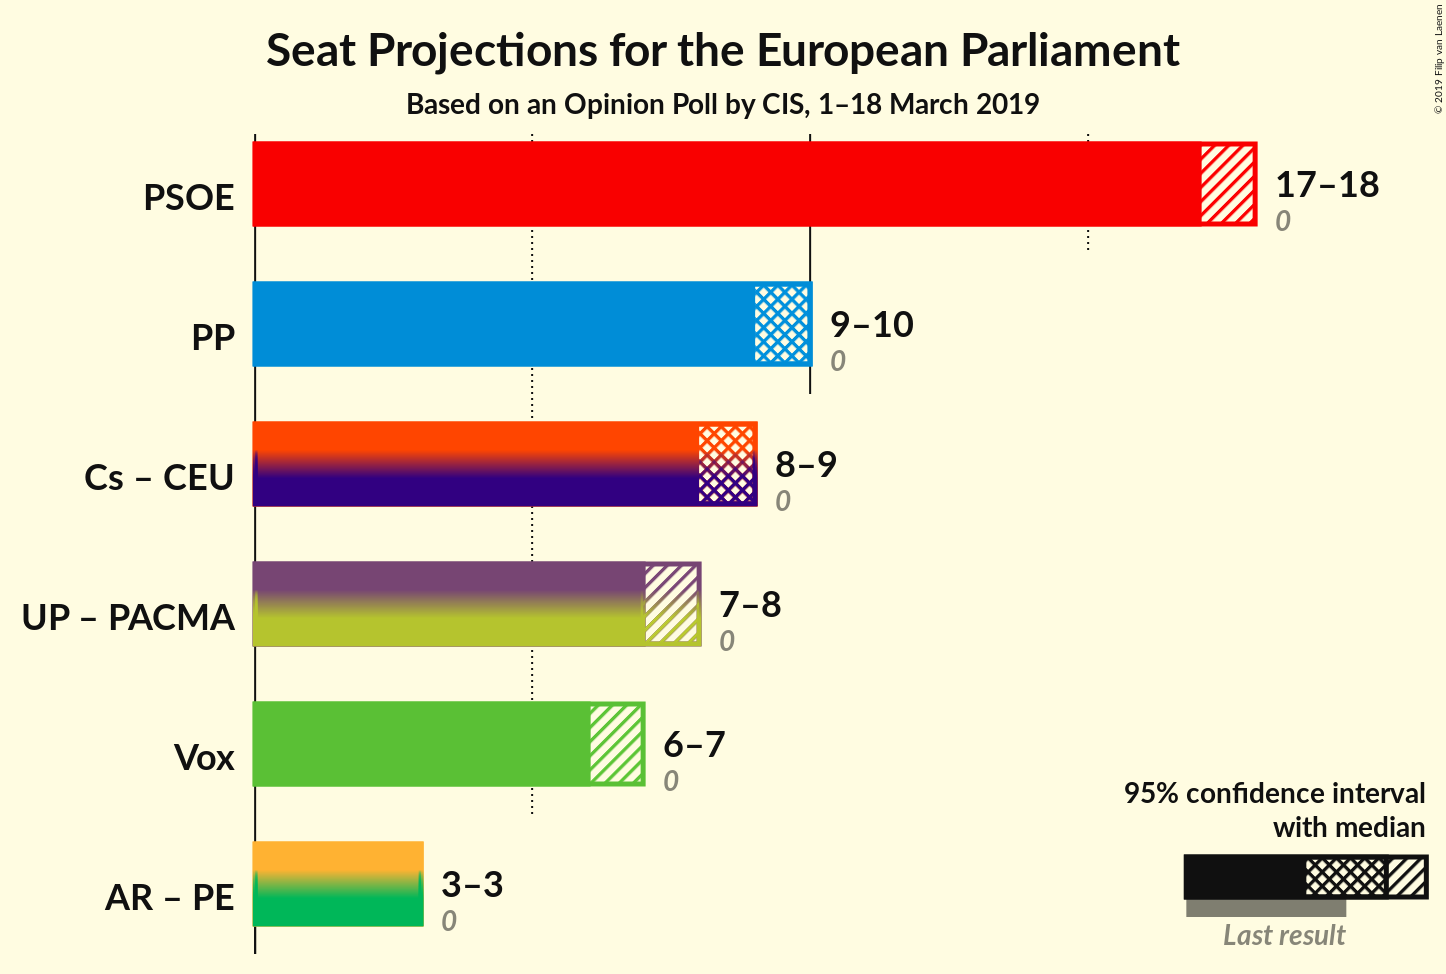 Seat Projections for the European Parliament
Based on an Opinion Poll by CIS, 1–18 March 2019
© 2019 Filip van Laenen
PSOE
17–18
0
PP
9–10
0
Cs – CEU
8–9
0
UP – PACMA
7–8
0
Vox
6–7
0
AR – PE
3–3
0
95% confidence interval
with median
Last result